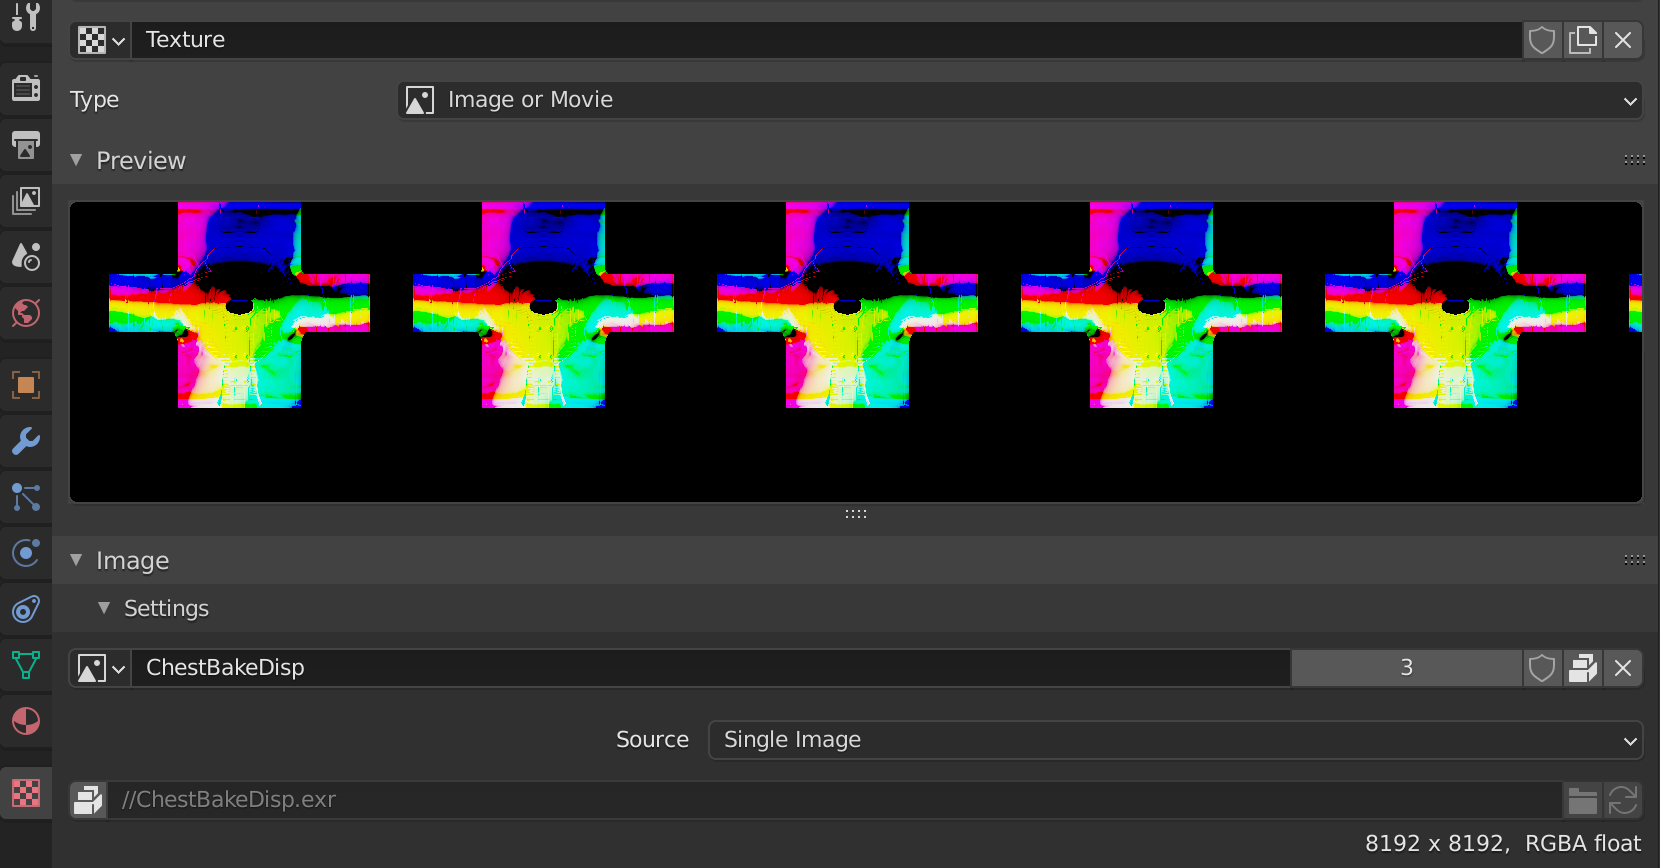 Texture
Type Image or Movie
Preview
Image
Settings
ChestBakeDisp 3
Source Single Image
//ChestBakeDisp.exr
8192 x 8192, RGBA float